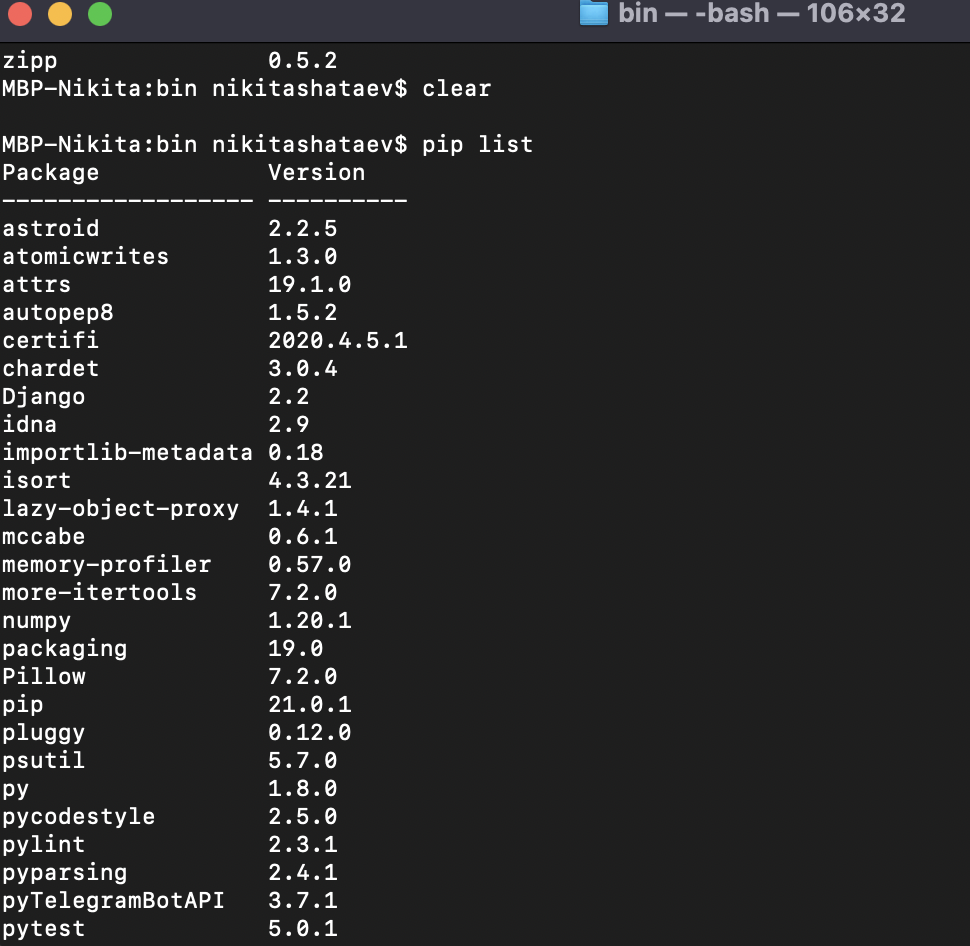 bin — -bash — 106×32
zipp 0.5.2
MBP-Nikita:bin nikitashataev$ clear
MBP-Nikita:bin nikitashataev$ pip list
Package Version
------------------ ----------
astroid 2.2.5
atomicwrites 1.3.0
attrs 19.1.0
autopep8 1.5.2
certifi 2020.4.5.1
chardet 3.0.4
Django 2.2
idna 2.9
importlib-metadata 0.18
isort 4.3.21
lazy-object-proxy 1.4.1
mccabe 0.6.1
memory-profiler 0.57.0
more-itertools 7.2.0
numpy 1.20.1
packaging 19.0
Pillow 7.2.0
pip 21.0.1
pluggy 0.12.0
psutil 5.7.0
py 1.8.0
pycodestyle 2.5.0
pylint 2.3.1
pyparsing 2.4.1
pyTelegramBotAPI 3.7.1
pytest 5.0.1